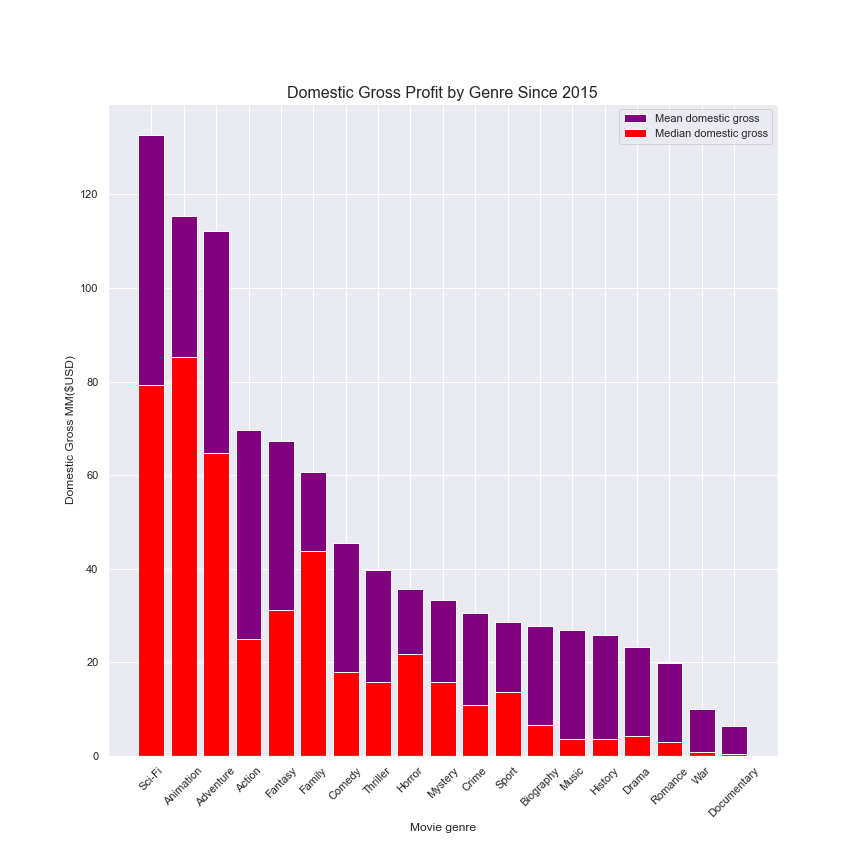 Domestic Gross Profit by Genre Since 2015
Mean domestic gross
Median domestic gross
Domestic Gross MM($USD)
120
100
80
60
40
20
0
Sci-Fi
Animation
Adventure
Action
Fantasy
Family
Comedy
Thriller
Horror
Mystery
Crime
Sport
Biography
Music
History
Drama
Romance
War
Documentary
Movie genre